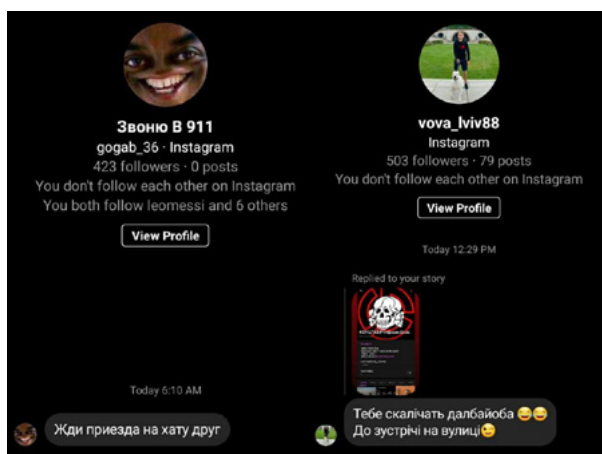 Звоню В 911
gogab_36 · Instagram
423 followers · 0 posts
You don't follow each other on Instagram
You both follow leomessi and 6 others
View Profile
Today 6:10 AM
Жди приезда на хату друг
vova_lviv88
Instagram
503 followers · 79 posts
You don't follow each other on Instagram
View Profile
Today 12:29 PM
Replied to your story
Тебе скалічать далбайоба 😂😂
До зустрічі на вулиці😉